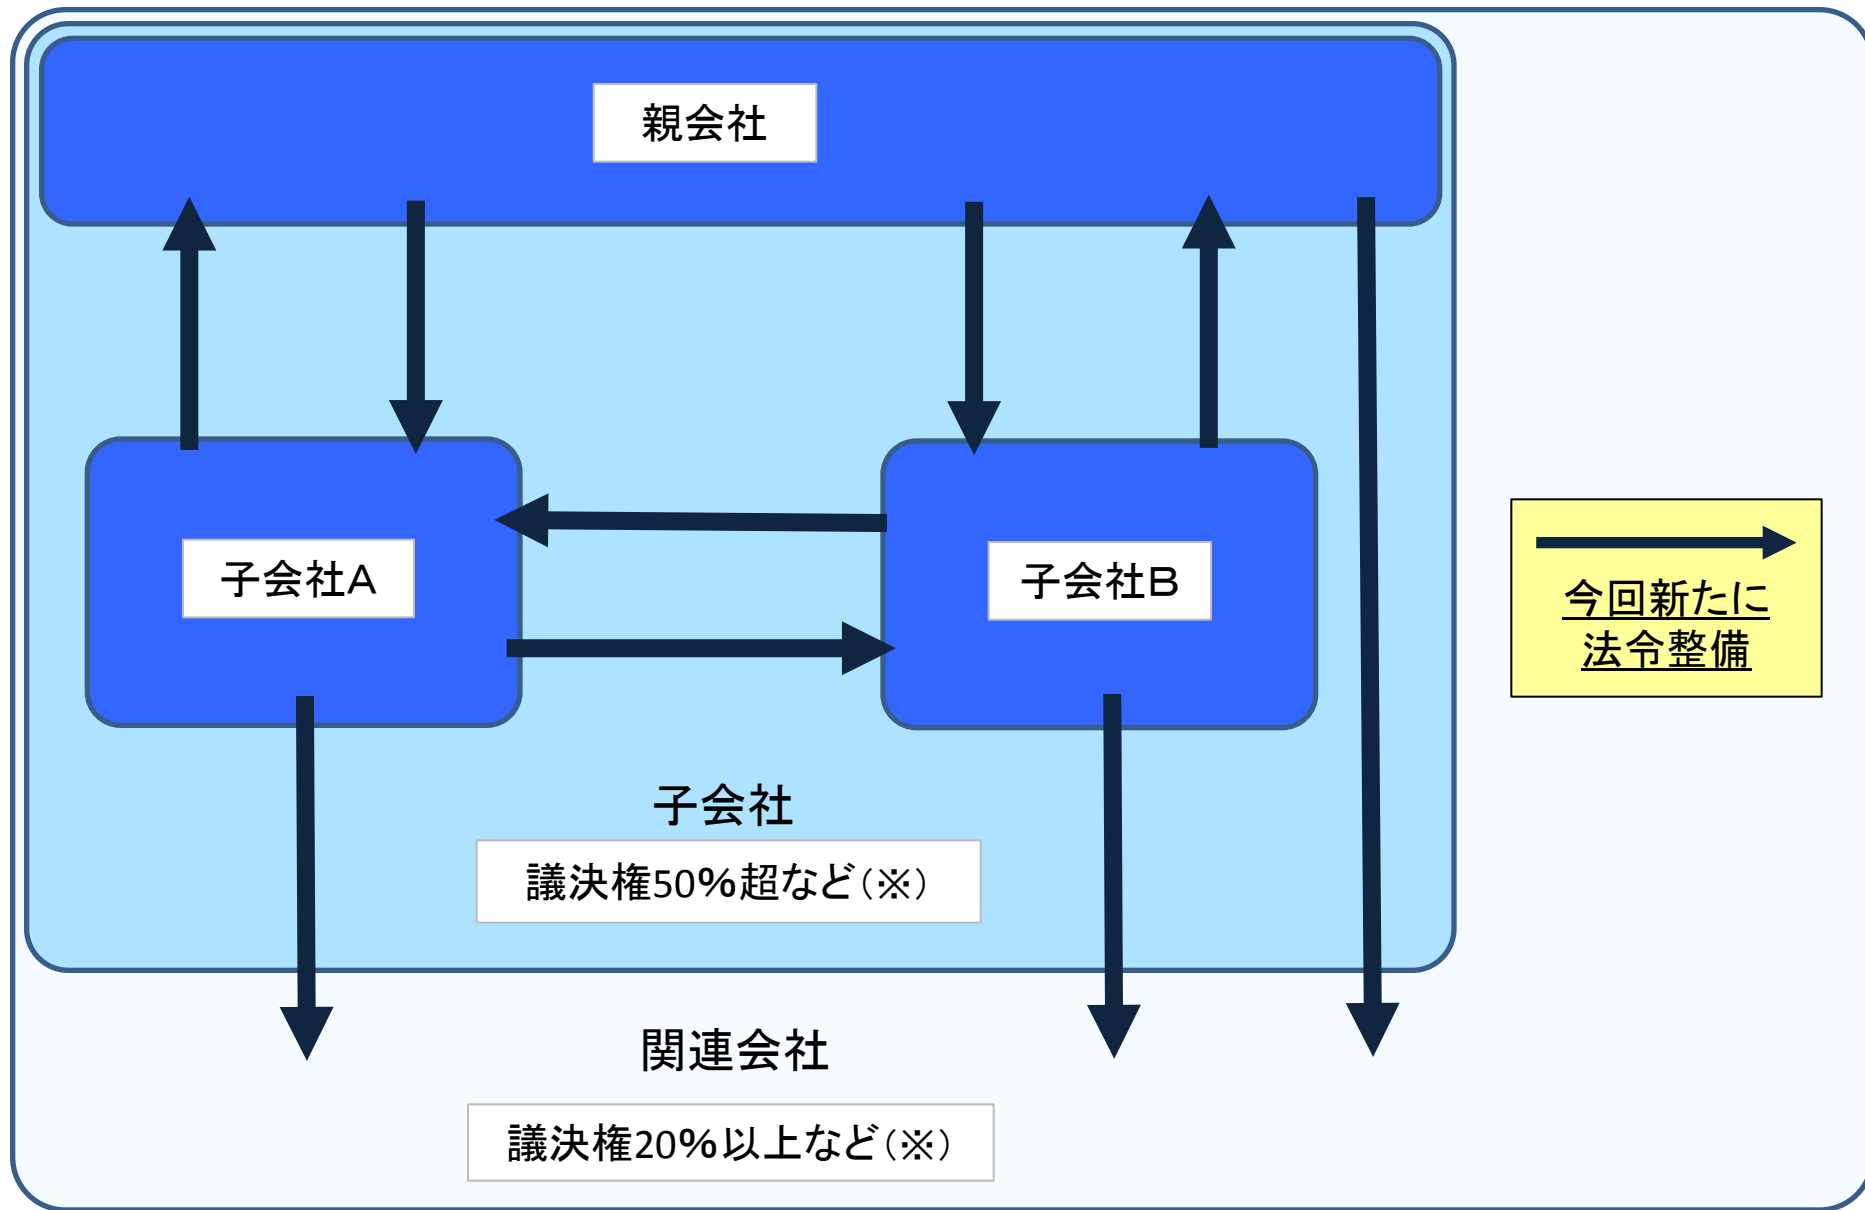 親会社
子会社A
子会社B
今回新たに
法令整備
子会社
議決権50%超など(※)
関連会社
議決権20%以上など(※)